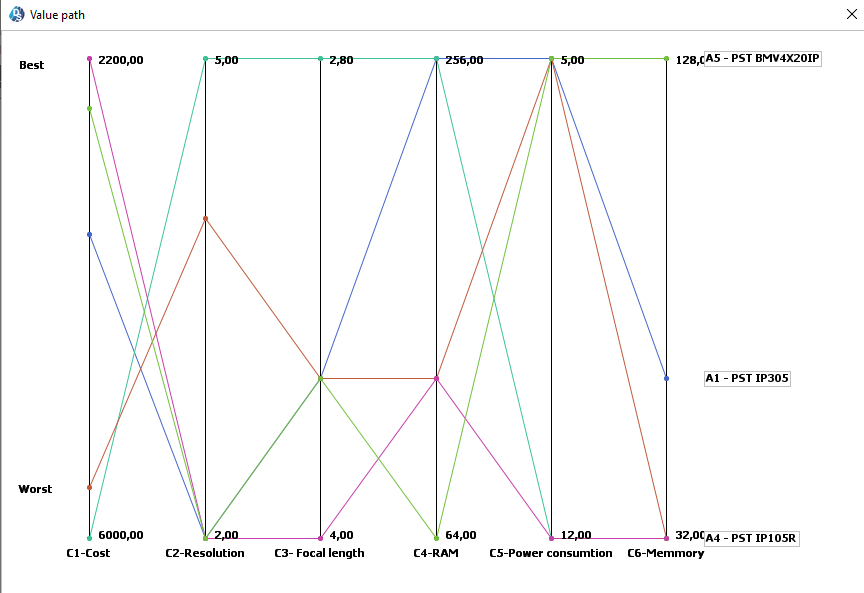 Value path
Best
2200,00
5,00
2,80
256,00
5,00
128,0
A5 - PST BMV4X20IP
A1 - PST IP305
Worst
6000,00
2,00
4,00
64,00
12,00
32,00
A4 - PST IP105R
C1-Cost
C2-Resolution
C3- Focal length
C4-RAM
C5-Power consumtion
C6-Memmory